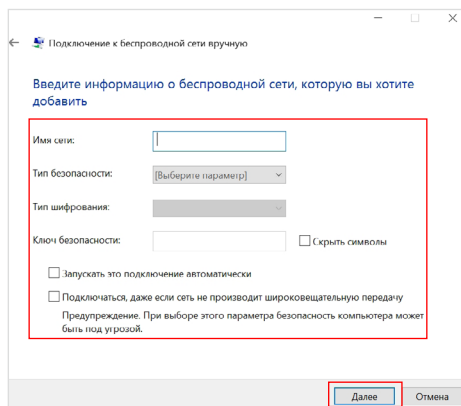 Подключение к беспроводной сети вручную
Введите информацию о беспроводной сети, которую вы хотите
добавить
Имя сети:
Тип безопасности:
[Выберите параметр]
Тип шифрования:
Ключ безопасности:
Скрыть символы
Запускать это подключение автоматически
Подключаться, даже если сеть не производит широковещательную передачу
Предупреждение. При выборе этого параметра безопасность компьютера может
быть под угрозой.
Далее
Отмена